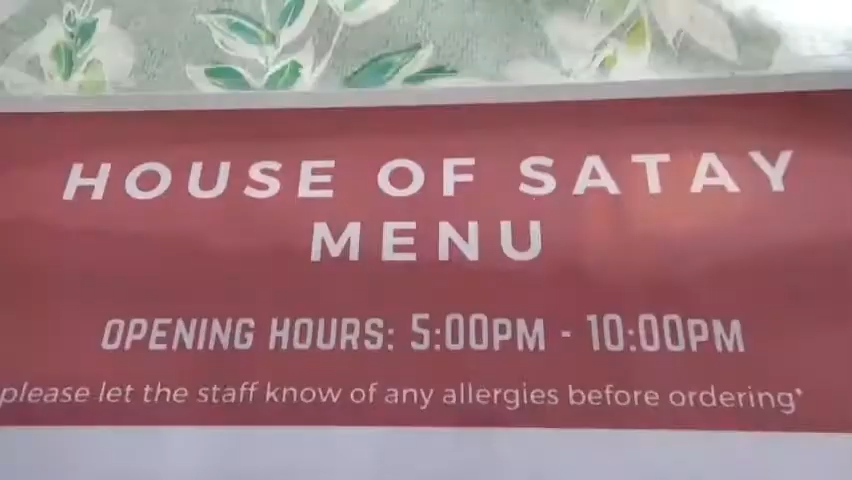 HOUSE OF SATAY
MENU
OPENING HOURS: 5:00PM - 10:00PM
please let the staff know of any allergies before ordering*